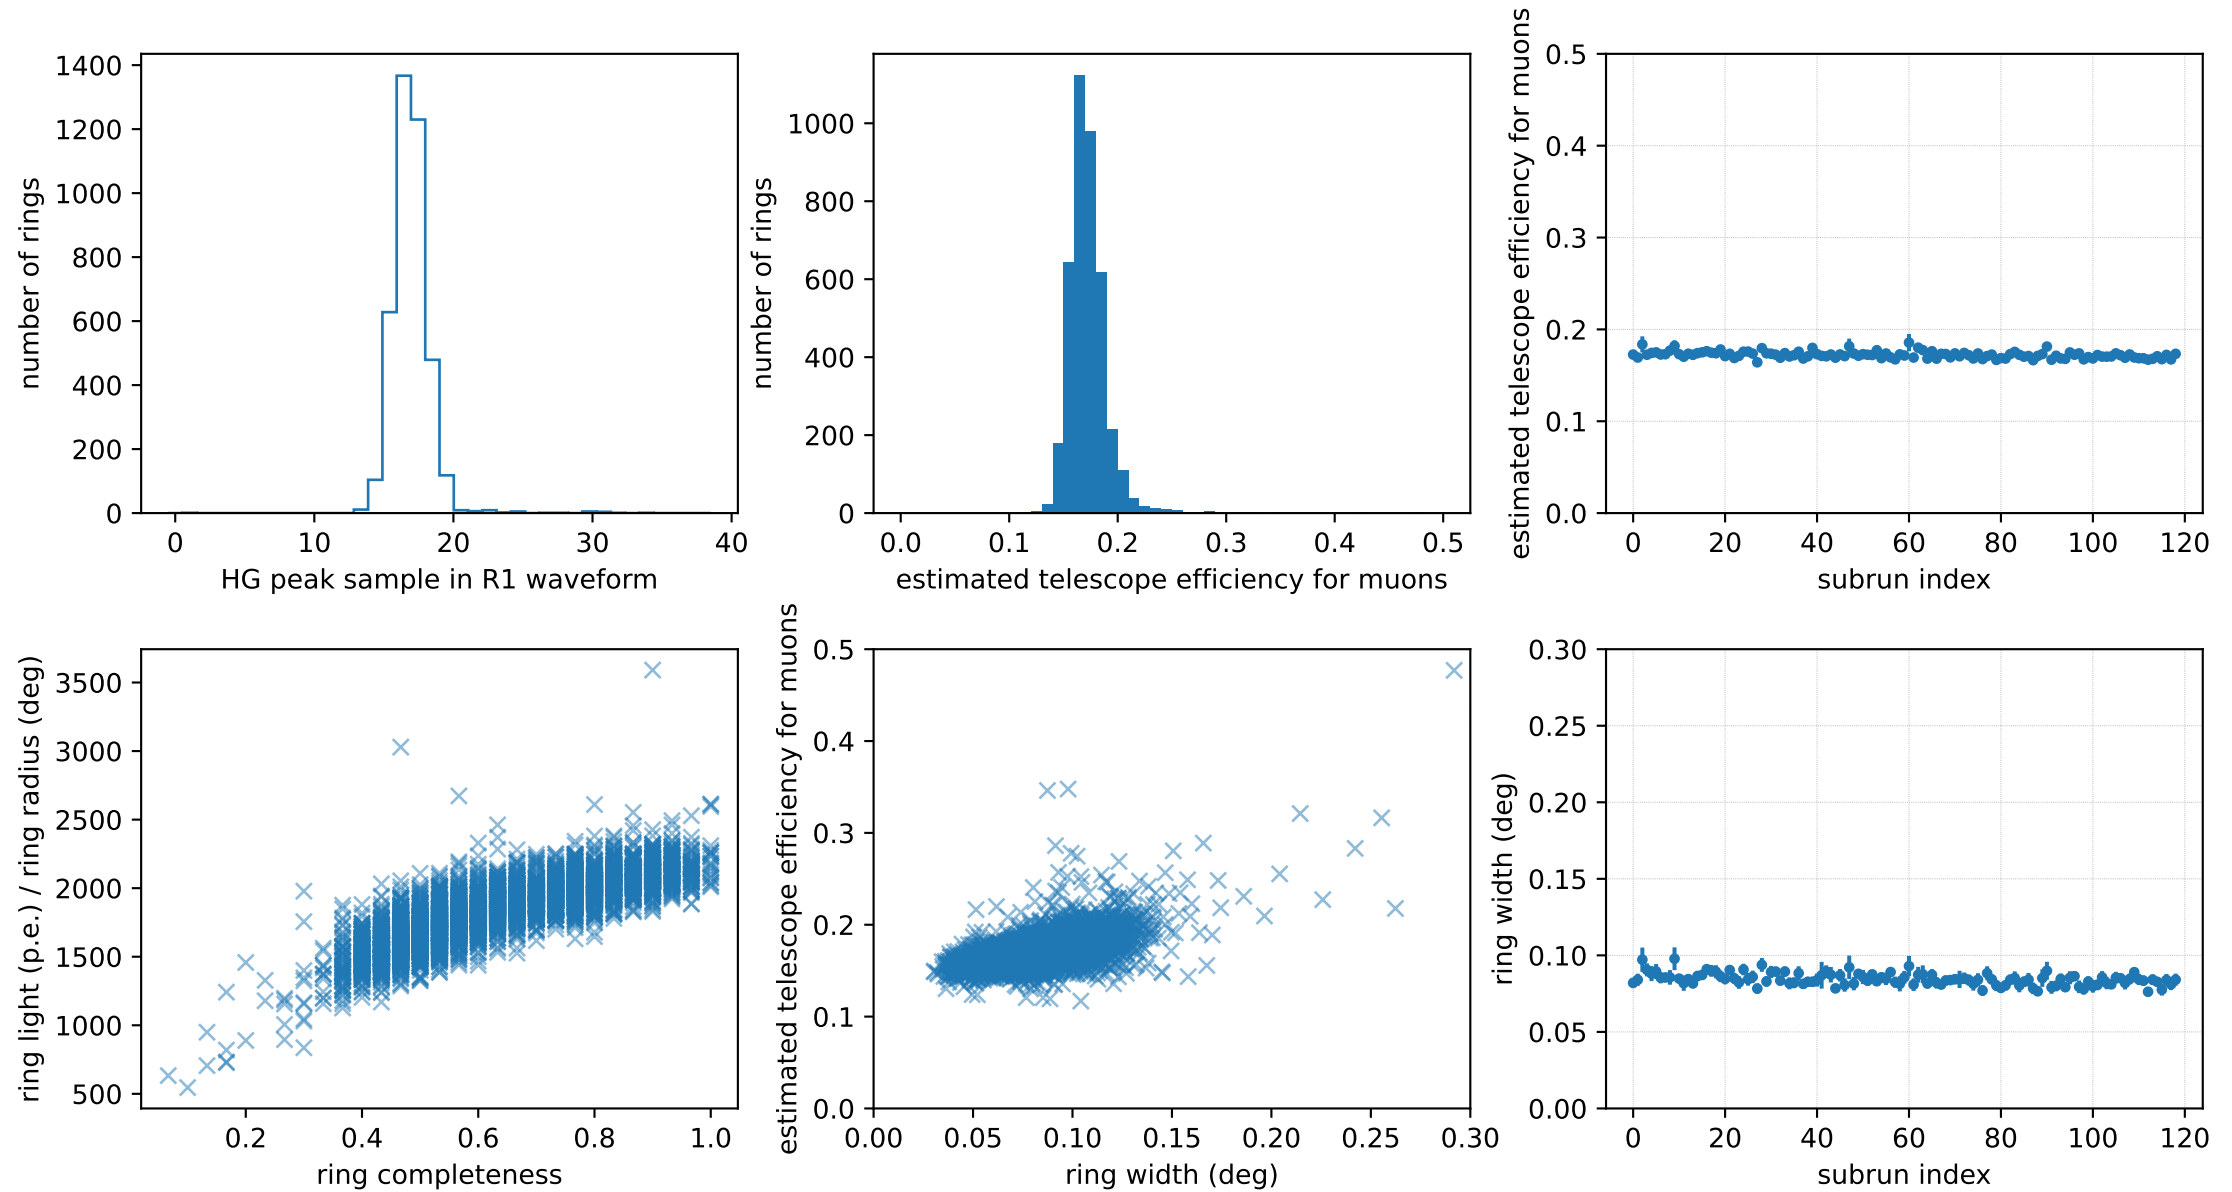 1400
1200
1000
800
600
400
200
0
number of rings
0 10 20 30 40
HG peak sample in R1 waveform
1000
800
600
400
200
0
number of rings
0.0 0.1 0.2 0.3 0.4 0.5
estimated telescope efficiency for muons
0.5
0.4
0.3
0.2
0.1
0.0
estimated telescope efficiency for muons
0 20 40 60 80 100 120
subrun index
3500
3000
2500
2000
1500
1000
500
ring light (p.e.) / ring radius (deg)
0.2 0.4 0.6 0.8 1.0
ring completeness
0.5
0.4
0.3
0.2
0.1
0.0
estimated telescope efficiency for muons
0.00 0.05 0.10 0.15 0.20 0.25 0.30
ring width (deg)
0.30
0.25
0.20
0.15
0.10
0.05
0.00
ring width (deg)
0 20 40 60 80 100 120
subrun index